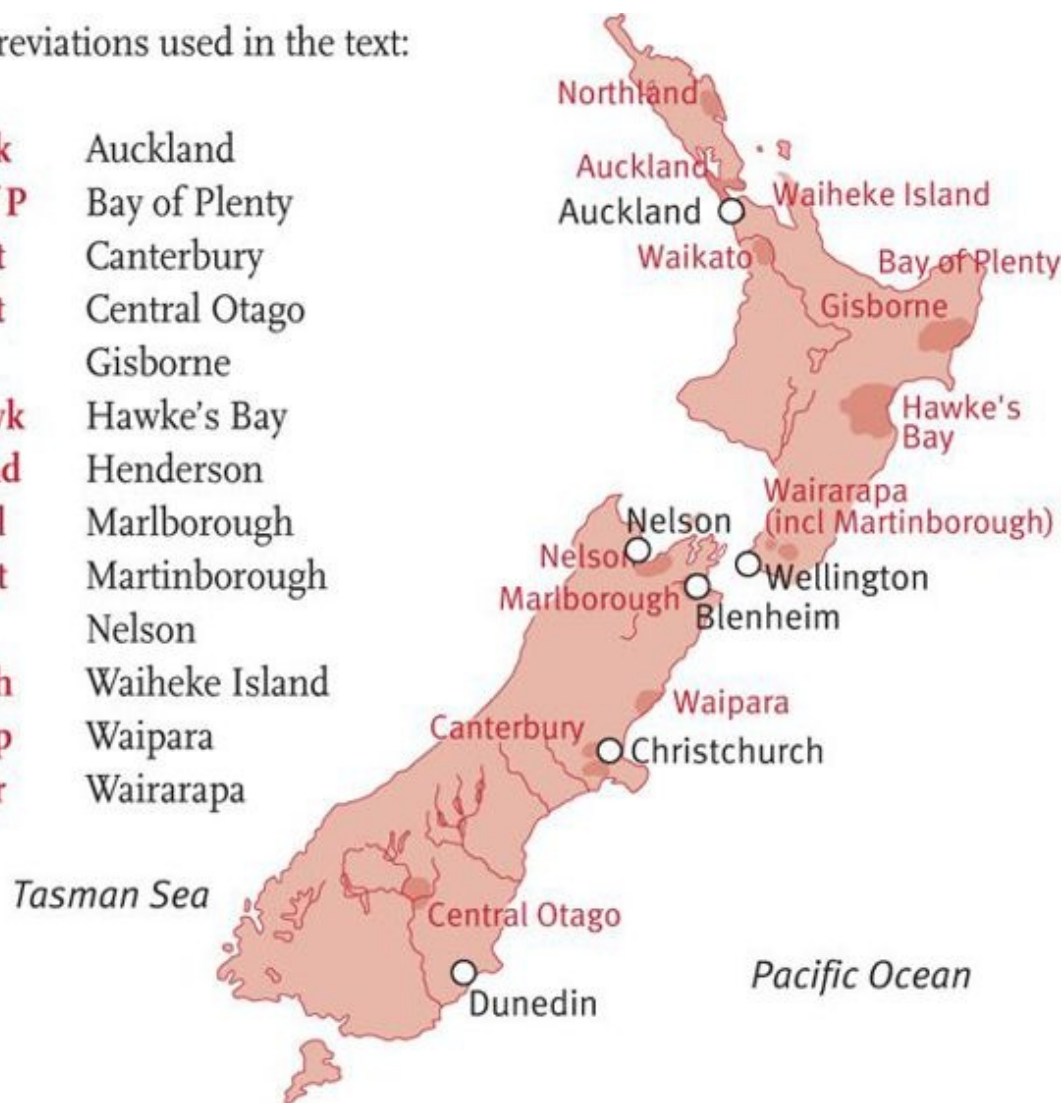 reviations used in the text:
k Auckland
P Bay of Plenty
t Canterbury
t Central Otago
Gisborne
k Hawke's Bay
d Henderson
l Marlborough
t Martinborough
Nelson
h Waiheke Island
p Waipara
r Wairarapa
Northland
Auckland
Auckland
Waiheke Island
Waikato
Bay of Plenty
Gisborne
Hawke's
Bay
Wairarapa
(incl Martinborough)
Nelson
Nelson
Wellington
Marlborough
Blenheim
Waipara
Canterbury
Christchurch
Tasman Sea
Central Otago
Pacific Ocean
Dunedin